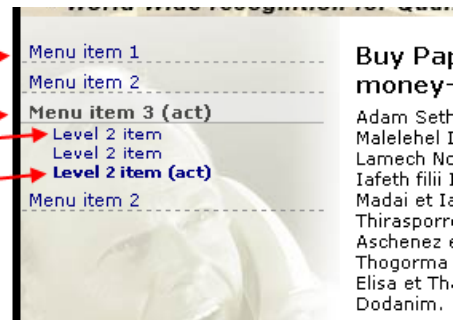 World Wide recognition for Qua
Menu item 1
Menu item 2
Menu item 3 (act)
Level 2 item
Level 2 item
Level 2 item (act)
Menu item 2
Buy Pap
money-
Adam Seth
Malelehel I
Lamech No
Iafeth filii I
Madai et Ia
Thirasporre
Aschenez e
Thogorma
Elisa et Tha
Dodanim.